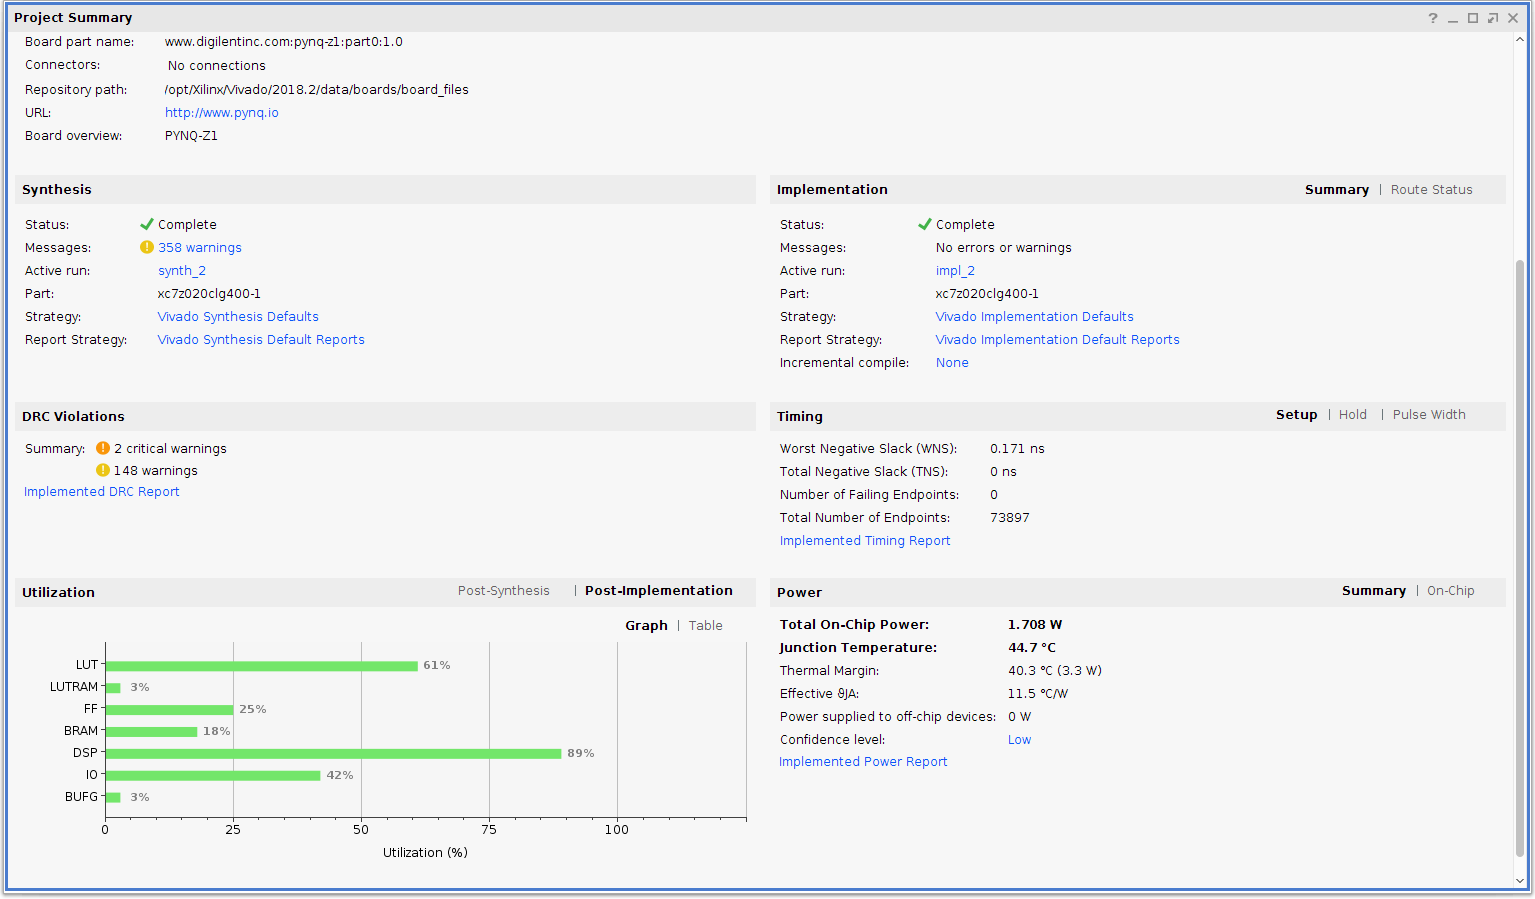 Project Summary
Board part name: www.digilentinc.com:pynq-z1:part0:1.0
Connectors: No connections
Repository path: /opt/Xilinx/Vivado/2018.2/data/boards/board_files
URL: http://www.pynq.io
Board overview: PYNQ-Z1
Synthesis
Status: Complete
Messages: 358 warnings
Active run: synth_2
Part: xc7z020clg400-1
Strategy: Vivado Synthesis Defaults
Report Strategy: Vivado Synthesis Default Reports
Implementation Summary | Route Status
Status: Complete
Messages: No errors or warnings
Active run: impl_2
Part: xc7z020clg400-1
Strategy: Vivado Implementation Defaults
Report Strategy: Vivado Implementation Default Reports
Incremental compile: None
DRC Violations
Summary: 2 critical warnings
148 warnings
Implemented DRC Report
Timing Setup | Hold | Pulse Width
Worst Negative Slack (WNS): 0.171 ns
Total Negative Slack (TNS): 0 ns
Number of Failing Endpoints: 0
Total Number of Endpoints: 73897
Implemented Timing Report
Utilization Post-Synthesis | Post-Implementation
Graph | Table
LUT 61%
LUTRAM 3%
FF 25%
BRAM 18%
DSP 89%
IO 42%
BUFG 3%
0 25 50 75 100
Utilization (%)
Power Summary | On-Chip
Total On-Chip Power: 1.708 W
Junction Temperature: 44.7 °C
Thermal Margin: 40.3 °C (3.3 W)
Effective ϑJA: 11.5 °C/W
Power supplied to off-chip devices: 0 W
Confidence level: Low
Implemented Power Report